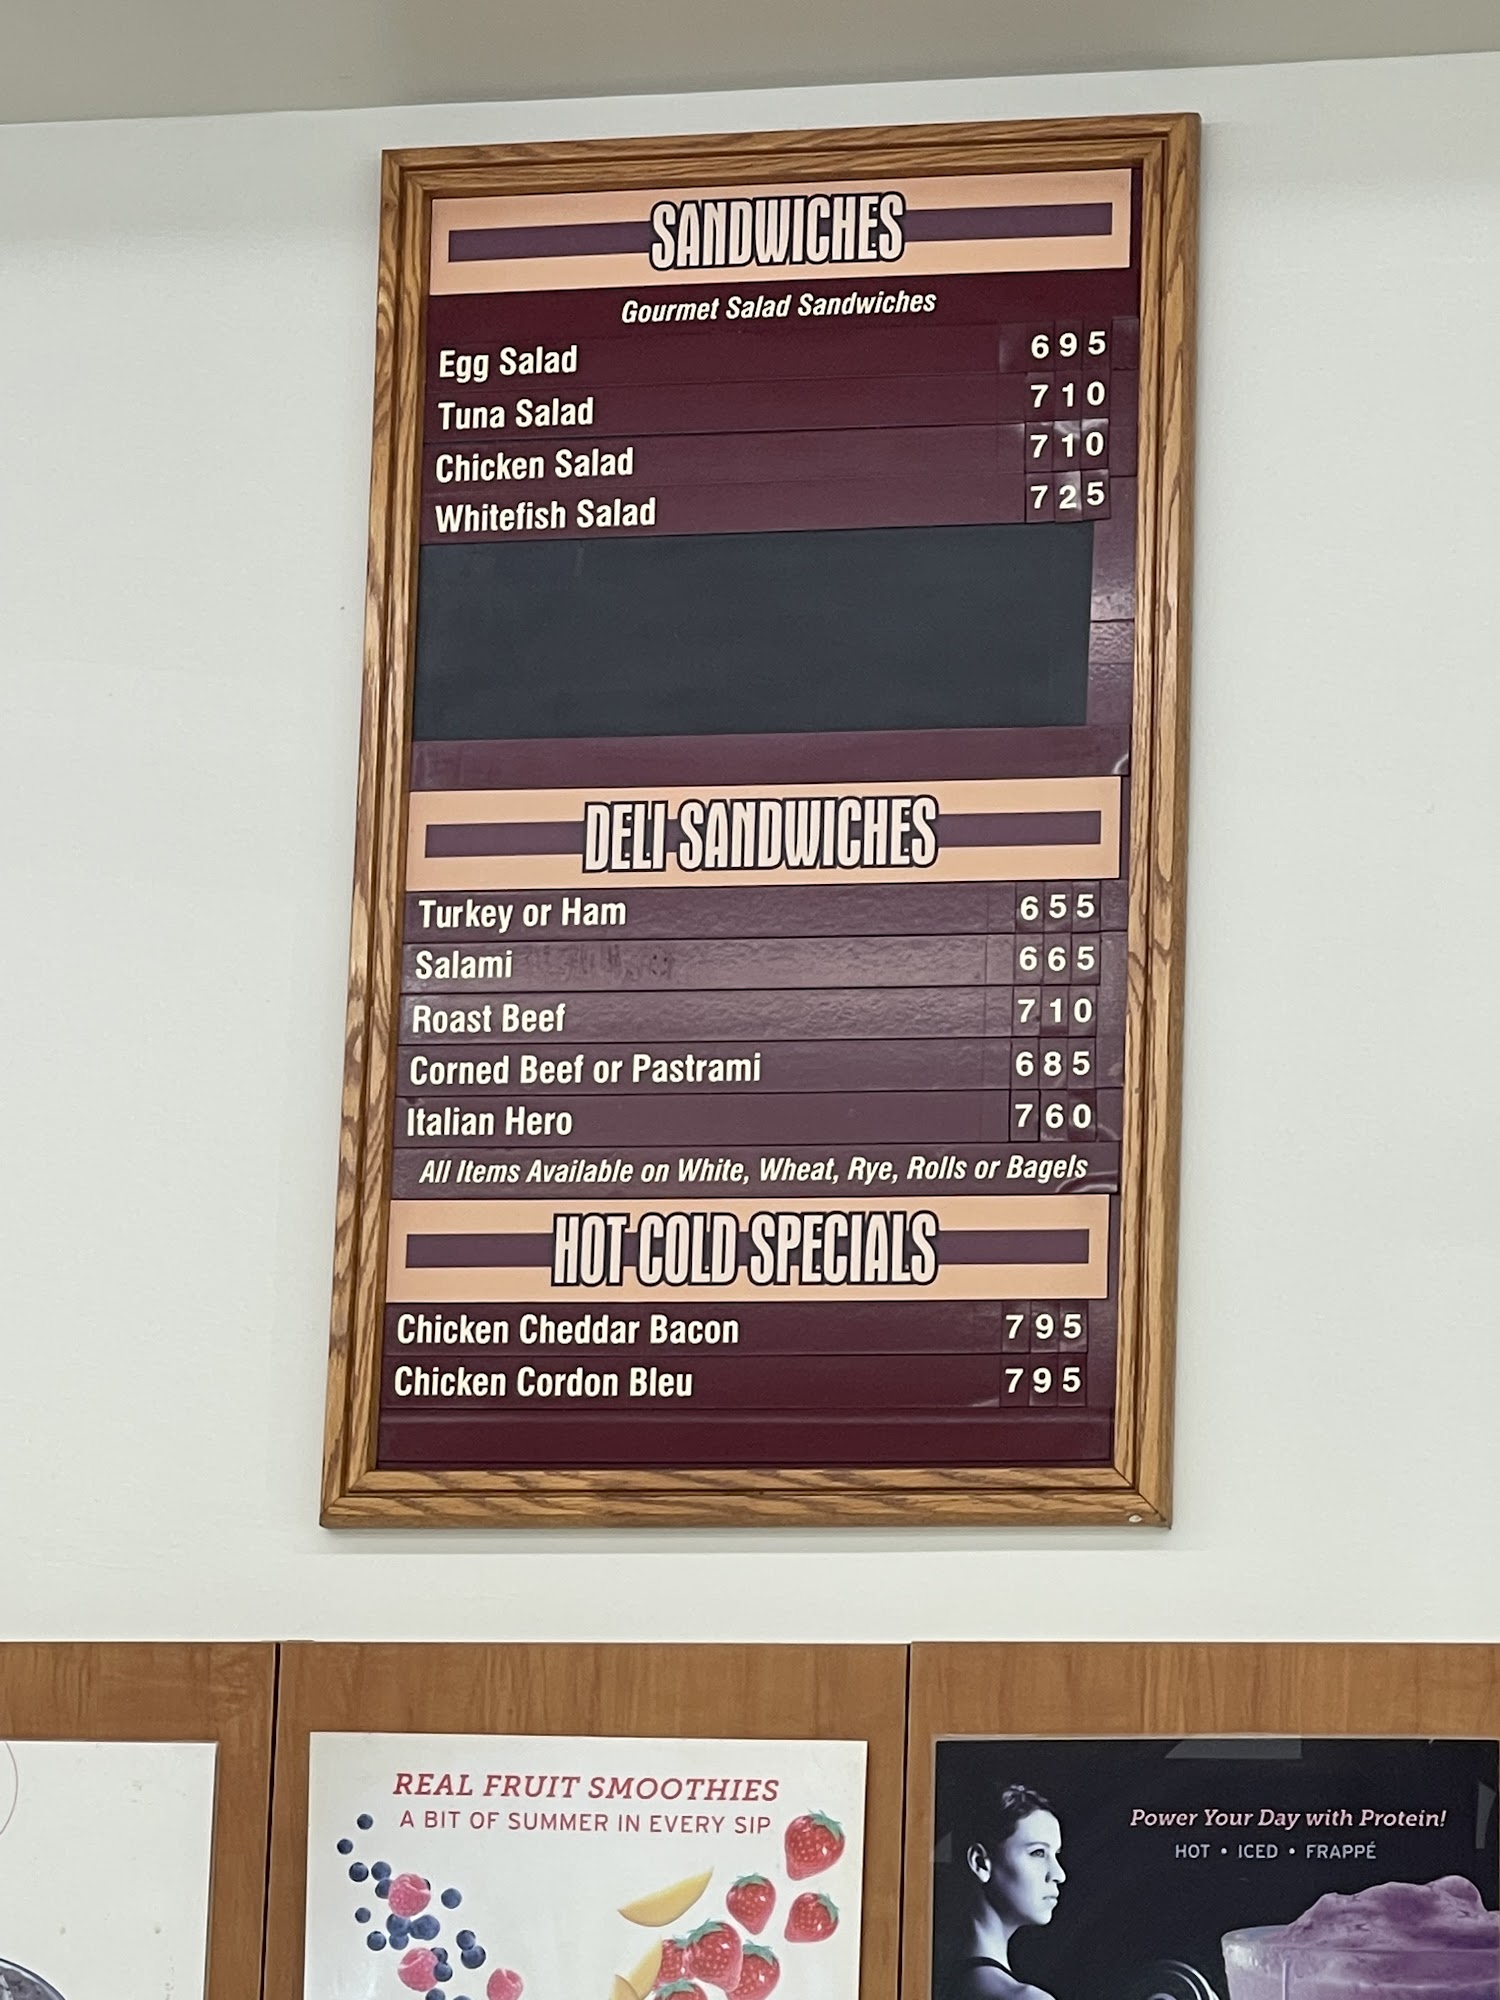 SANDWICHES
Gourmet Salad Sandwiches
Egg Salad 695
Tuna Salad 710
Chicken Salad 710
Whitefish Salad 725
DELI SANDWICHES
Turkey or Ham 655
Salami 665
Roast Beef 710
Corned Beef or Pastrami 685
Italian Hero 760
All Items Available on White, Wheat, Rye, Rolls or Bagels
HOT COLD SPECIALS
Chicken Cheddar Bacon 795
Chicken Cordon Bleu 795
REAL FRUIT SMOOTHIES
A BIT OF SUMMER IN EVERY SIP
Power Your Day with Protein!
HOT • ICED • FRAPPÉ